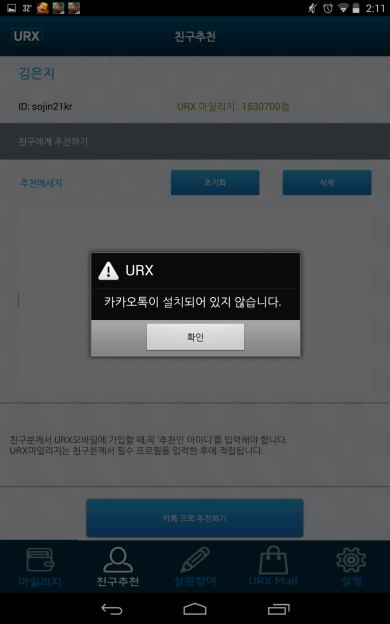 32°
2:11
URX
친구추천
김은지
ID: sojin21kr
URX 마일리지 : 1530700점
친구에게 추천하기
추천메세지
초기화
삭제
URX
카카오톡이 설치되어 있지 않습니다.
확인
친구분께서 URX모바일에 가입할 때,꼭 '추천인 아이디'를 입력해야 합니다.
URX마일리지는 친구분께서 필수 프로필을 입력한 후에 적립됩니다.
카톡 으로 추천하기
마일리지
친구추천
설문참여
URX Mall
설정